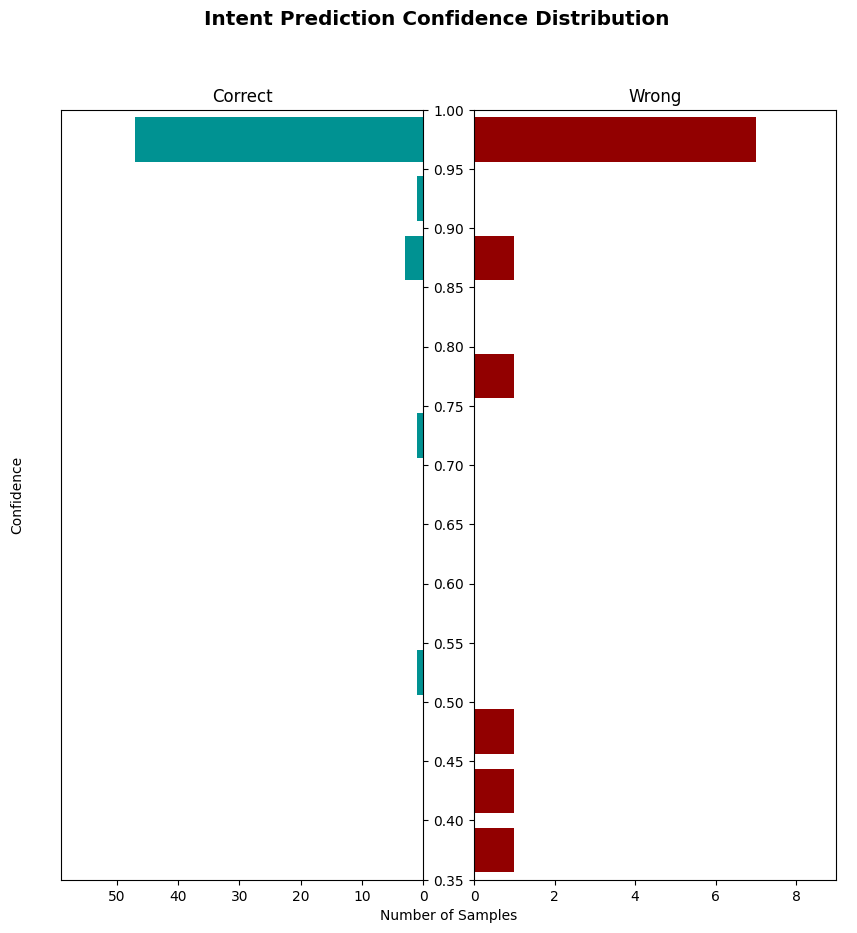 Intent Prediction Confidence Distribution
Correct
Wrong
1.00
0.95
0.90
0.85
0.80
0.75
0.70
0.65
0.60
0.55
0.50
0.45
0.40
0.35
Confidence
50 40 30 20 10 0
0 2 4 6 8
Number of Samples